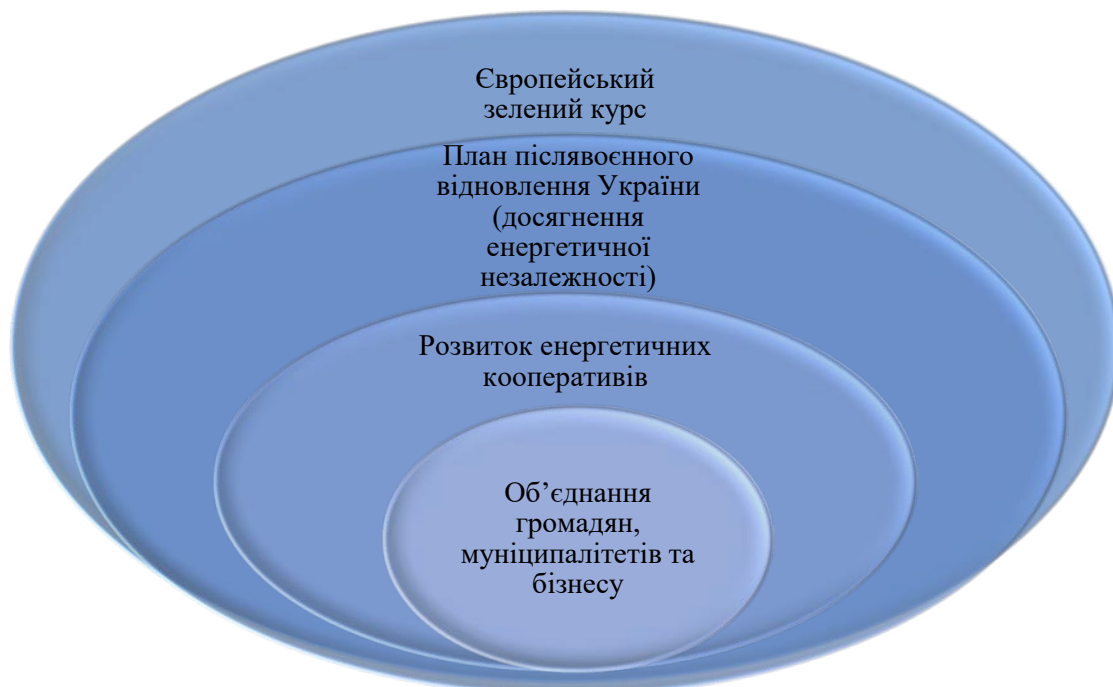 Європейський
зелений курс
План післявоєнного
відновлення України
(досягнення
енергетичної
незалежності)
Розвиток енергетичних
кооперативів
Об’єднання
громадян,
муніципалітетів та
бізнесу